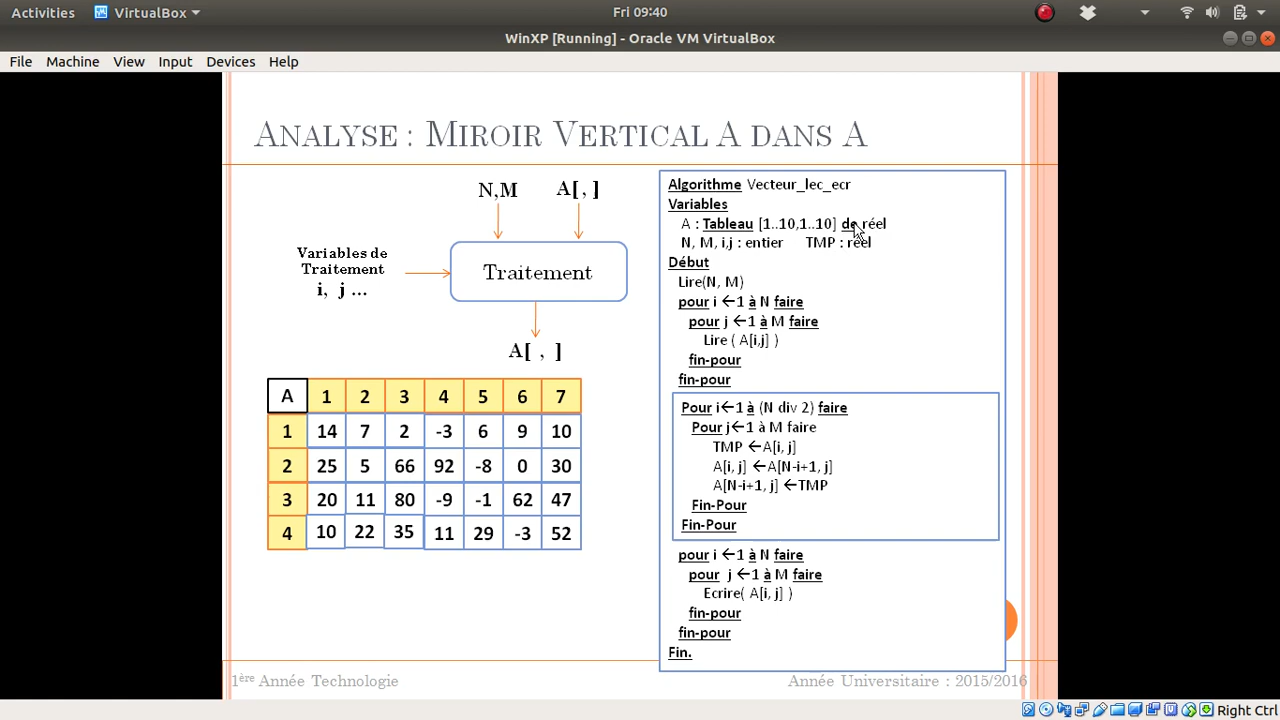 Activities VirtualBox Fri 09:40
WinXP [Running] - Oracle VM VirtualBox
File Machine View Input Devices Help
ANALYSE : MIROIR VERTICAL A DANS A
N,M A[ , ]
Variables de
Traitement
i, j ...
Traitement
A[ , ]
A 1 2 3 4 5 6 7
1 14 7 2 -3 6 9 10
2 25 5 66 92 -8 0 30
3 20 11 80 -9 -1 62 47
4 10 22 35 11 29 -3 52
Algorithme Vecteur_lec_ecr
Variables
A : Tableau [1..10,1..10] de réel
N, M, i,j : entier TMP : réel
Début
Lire(N, M)
pour i ←1 à N faire
pour j ←1 à M faire
Lire ( A[i,j] )
fin-pour
fin-pour
Pour i←1 à (N div 2) faire
Pour j←1 à M faire
TMP ←A[i, j]
A[i, j] ←A[N-i+1, j]
A[N-i+1, j] ←TMP
Fin-Pour
Fin-Pour
pour i ←1 à N faire
pour j ←1 à M faire
Ecrire( A[i, j] )
fin-pour
fin-pour
Fin.
1ère Année Technologie Année Universitaire : 2015/2016
Right Ctrl